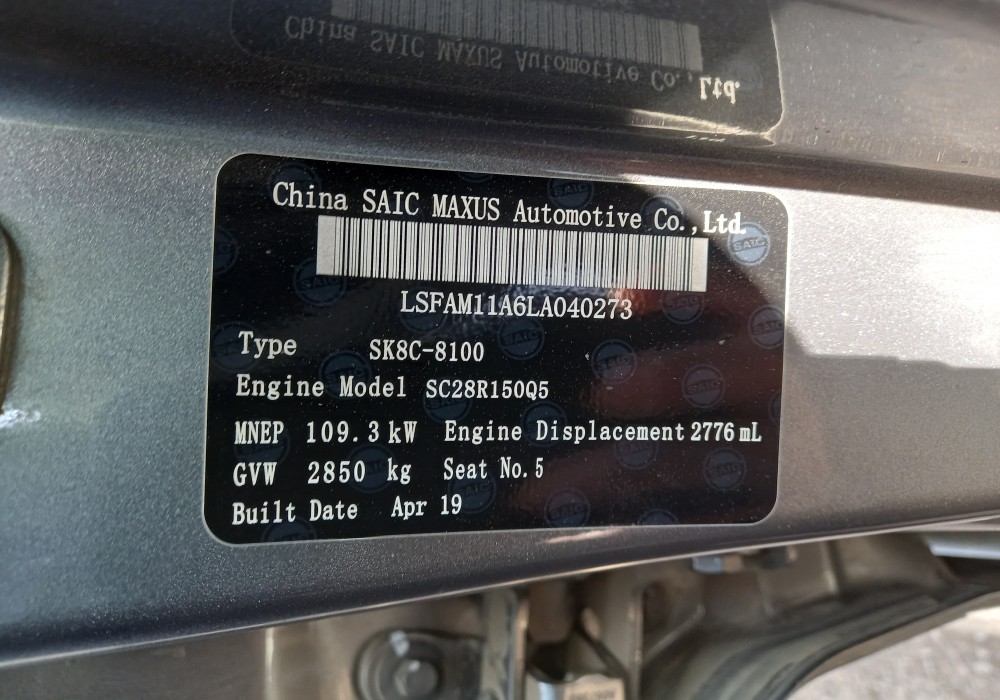 China SAIC MAXUS Automotive Co.,Ltd.
LSFAM11A6LA040273
Type SK8C-8100
Engine Model SC28R150Q5
MNEP 109.3 kW Engine Displacement 2776 mL
GVW 2850 kg Seat No. 5
Built Date Apr 19